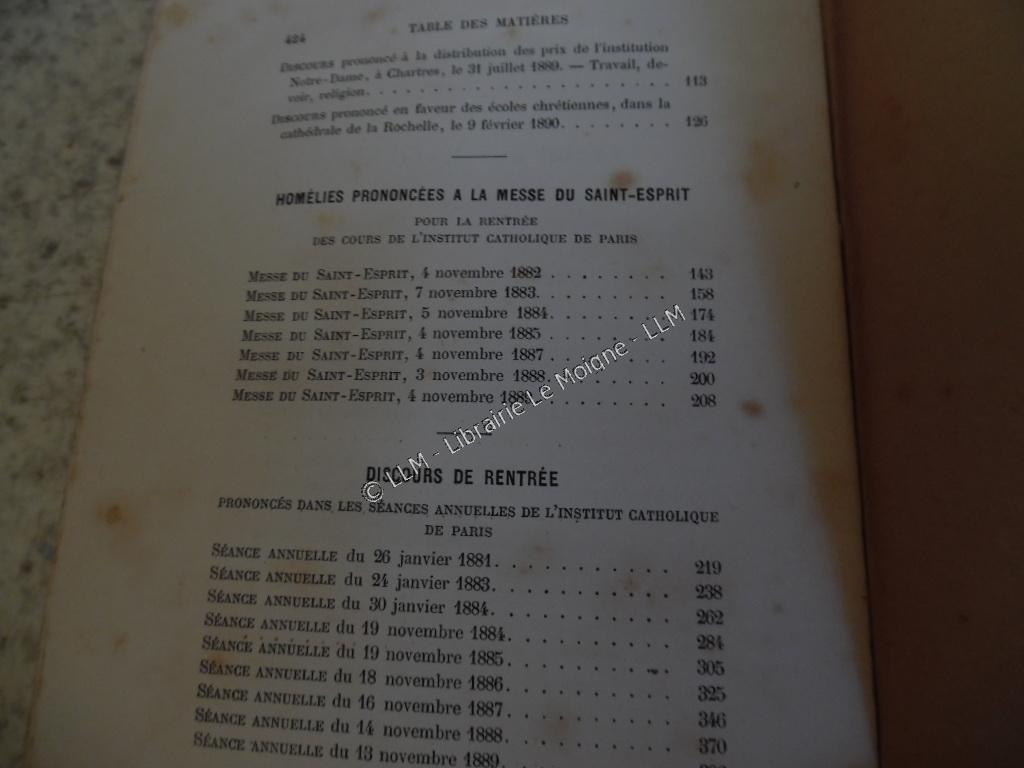 424
TABLE DES MATIÈRES
DISCOURS prononcé à la distribution des prix de l'institution
Notre-Dame, à Chartres, le 31 juillet 1889. — Travail, de-
voir, religion. . . . . . . . . . . . . . . . . . . . . . . 113
DISCOURS prononcé en faveur des écoles chrétiennes, dans la
cathédrale de la Rochelle, le 9 février 1890. . . . . . . . 126
HOMÉLIES PRONONCÉES A LA MESSE DU SAINT-ESPRIT
POUR LA RENTRÉE
DES COURS DE L'INSTITUT CATHOLIQUE DE PARIS
MESSE DU SAINT-ESPRIT, 4 novembre 1882 . . . . . . . . 143
MESSE DU SAINT-ESPRIT, 7 novembre 1883. . . . . . . . . 158
MESSE DU SAINT-ESPRIT, 5 novembre 1884. . . . . . . . . 174
MESSE DU SAINT-ESPRIT, 4 novembre 1885 . . . . . . . . 184
MESSE DU SAINT-ESPRIT, 4 novembre 1887 . . . . . . . . 192
MESSE DU SAINT-ESPRIT, 3 novembre 1888. . . . . . . . . 200
MESSE DU SAINT-ESPRIT, 4 novembre 1889. . . . . . . . . 208
© LLM - Librairie Le Moigne - LLM
DISCOURS DE RENTRÉE
PRONONCÉS DANS LES SÉANCES ANNUELLES DE L'INSTITUT CATHOLIQUE
DE PARIS
SÉANCE ANNUELLE du 26 janvier 1881. . . . . . . . . . . 219
SÉANCE ANNUELLE du 24 janvier 1883. . . . . . . . . . . 238
SÉANCE ANNUELLE du 30 janvier 1884. . . . . . . . . . . 262
SÉANCE ANNUELLE du 19 novembre 1884. . . . . . . . . . 284
SÉANCE ANNUELLE du 19 novembre 1885. . . . . . . . . . 305
SÉANCE ANNUELLE du 18 novembre 1886. . . . . . . . . . 325
SÉANCE ANNUELLE du 16 novembre 1887. . . . . . . . . . 346
SÉANCE ANNUELLE du 14 novembre 1888. . . . . . . . . . 370
SÉANCE ANNUELLE du 13 novembre 1889. . . . . . . . . .